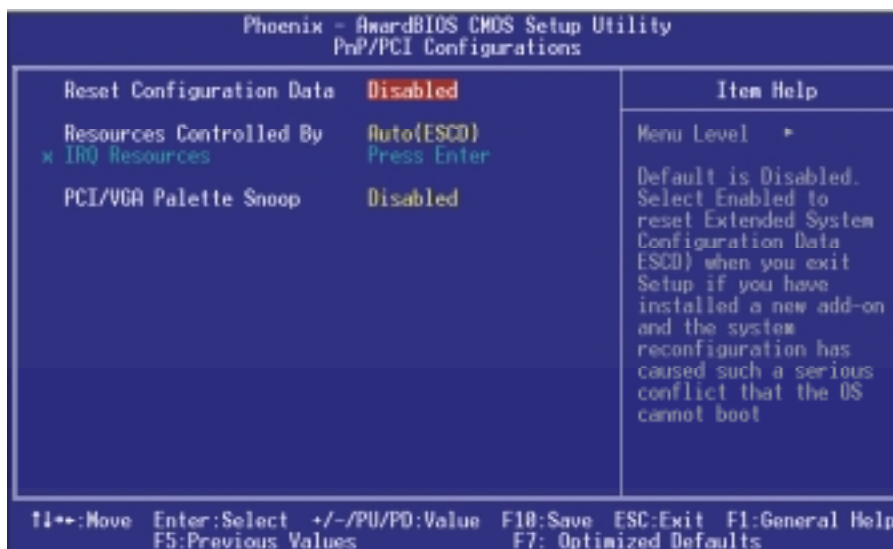 Phoenix - AwardBIOS CMOS Setup Utility
PnP/PCI Configurations
Reset Configuration Data Disabled
Resources Controlled By Auto(ESCD)
x IRQ Resources Press Enter
PCI/VGA Palette Snoop Disabled
Item Help
Menu Level ►
Default is Disabled.
Select Enabled to
reset Extended System
Configuration Data
ESCD) when you exit
Setup if you have
installed a new add-on
and the system
reconfiguration has
caused such a serious
conflict that the OS
cannot boot
↑↓→←:Move Enter:Select +/-/PU/PD:Value F10:Save ESC:Exit F1:General Help
F5:Previous Values F7: Optimized Defaults